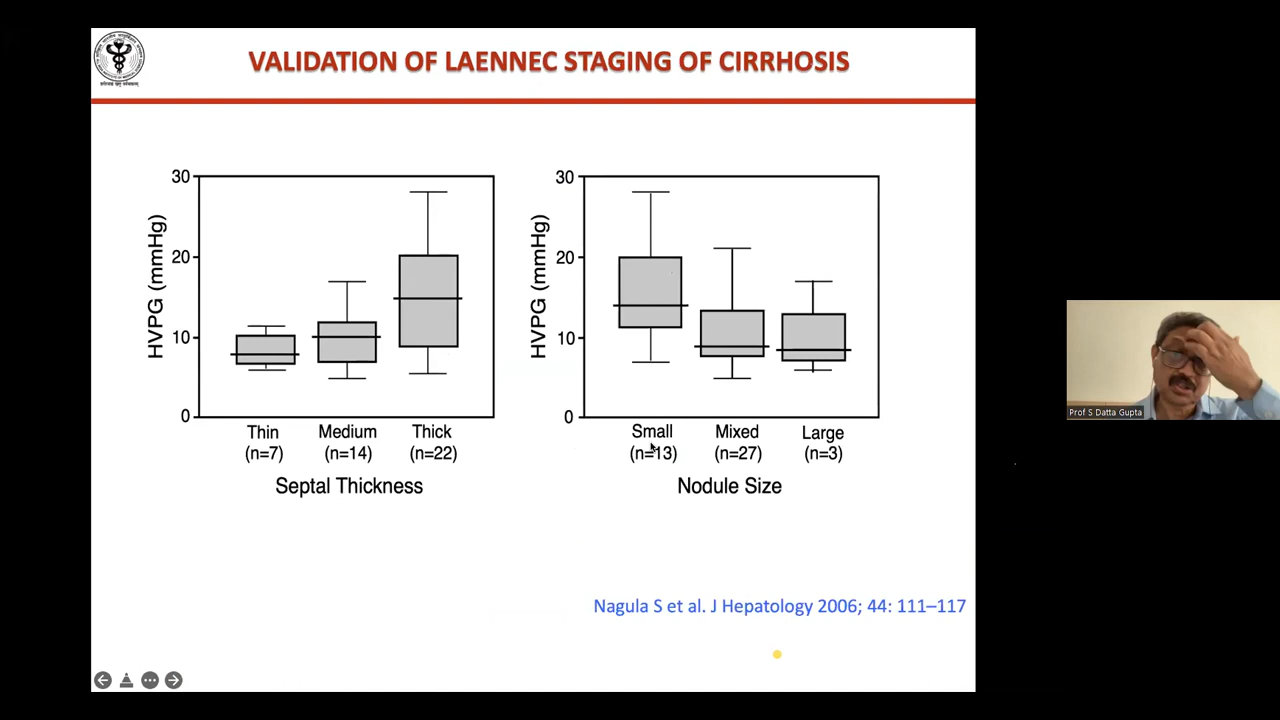 VALIDATION OF LAENNEC STAGING OF CIRRHOSIS
30
20
10
0
HVPG (mmHg)
Thin
(n=7)
Medium
(n=14)
Thick
(n=22)
Septal Thickness
30
20
10
0
HVPG (mmHg)
Small
(n=13)
Mixed
(n=27)
Large
(n=3)
Nodule Size
Nagula S et al. J Hepatology 2006; 44: 111–117
Prof S Datta Gupta